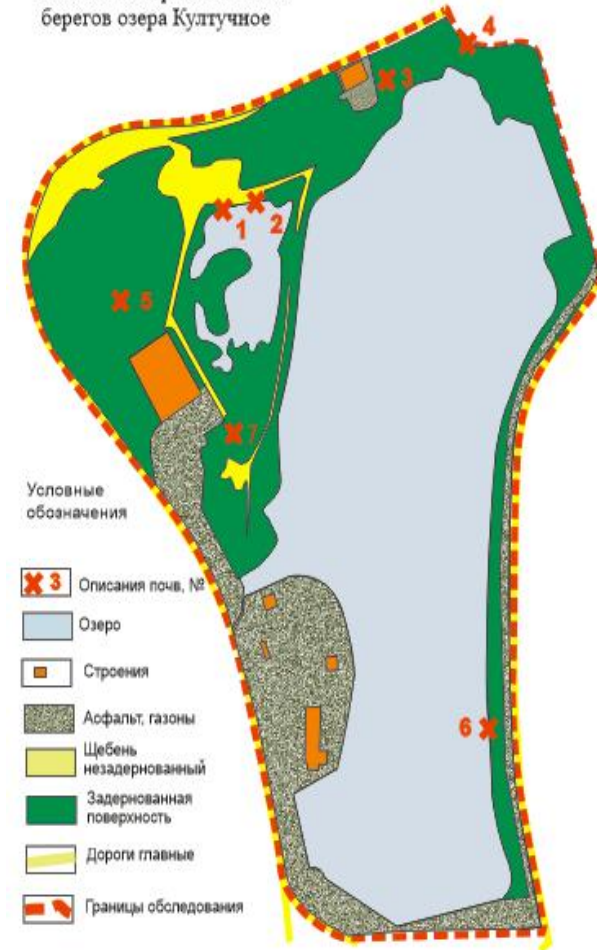 берегов озера Култучное
4
3
1
2
5
7
6
Условные
обозначения
3 Описания почв, №
Озеро
Строения
Асфальт, газоны
Щебень
незадернованный
Задернованная
поверхность
Дороги главные
Границы обследования